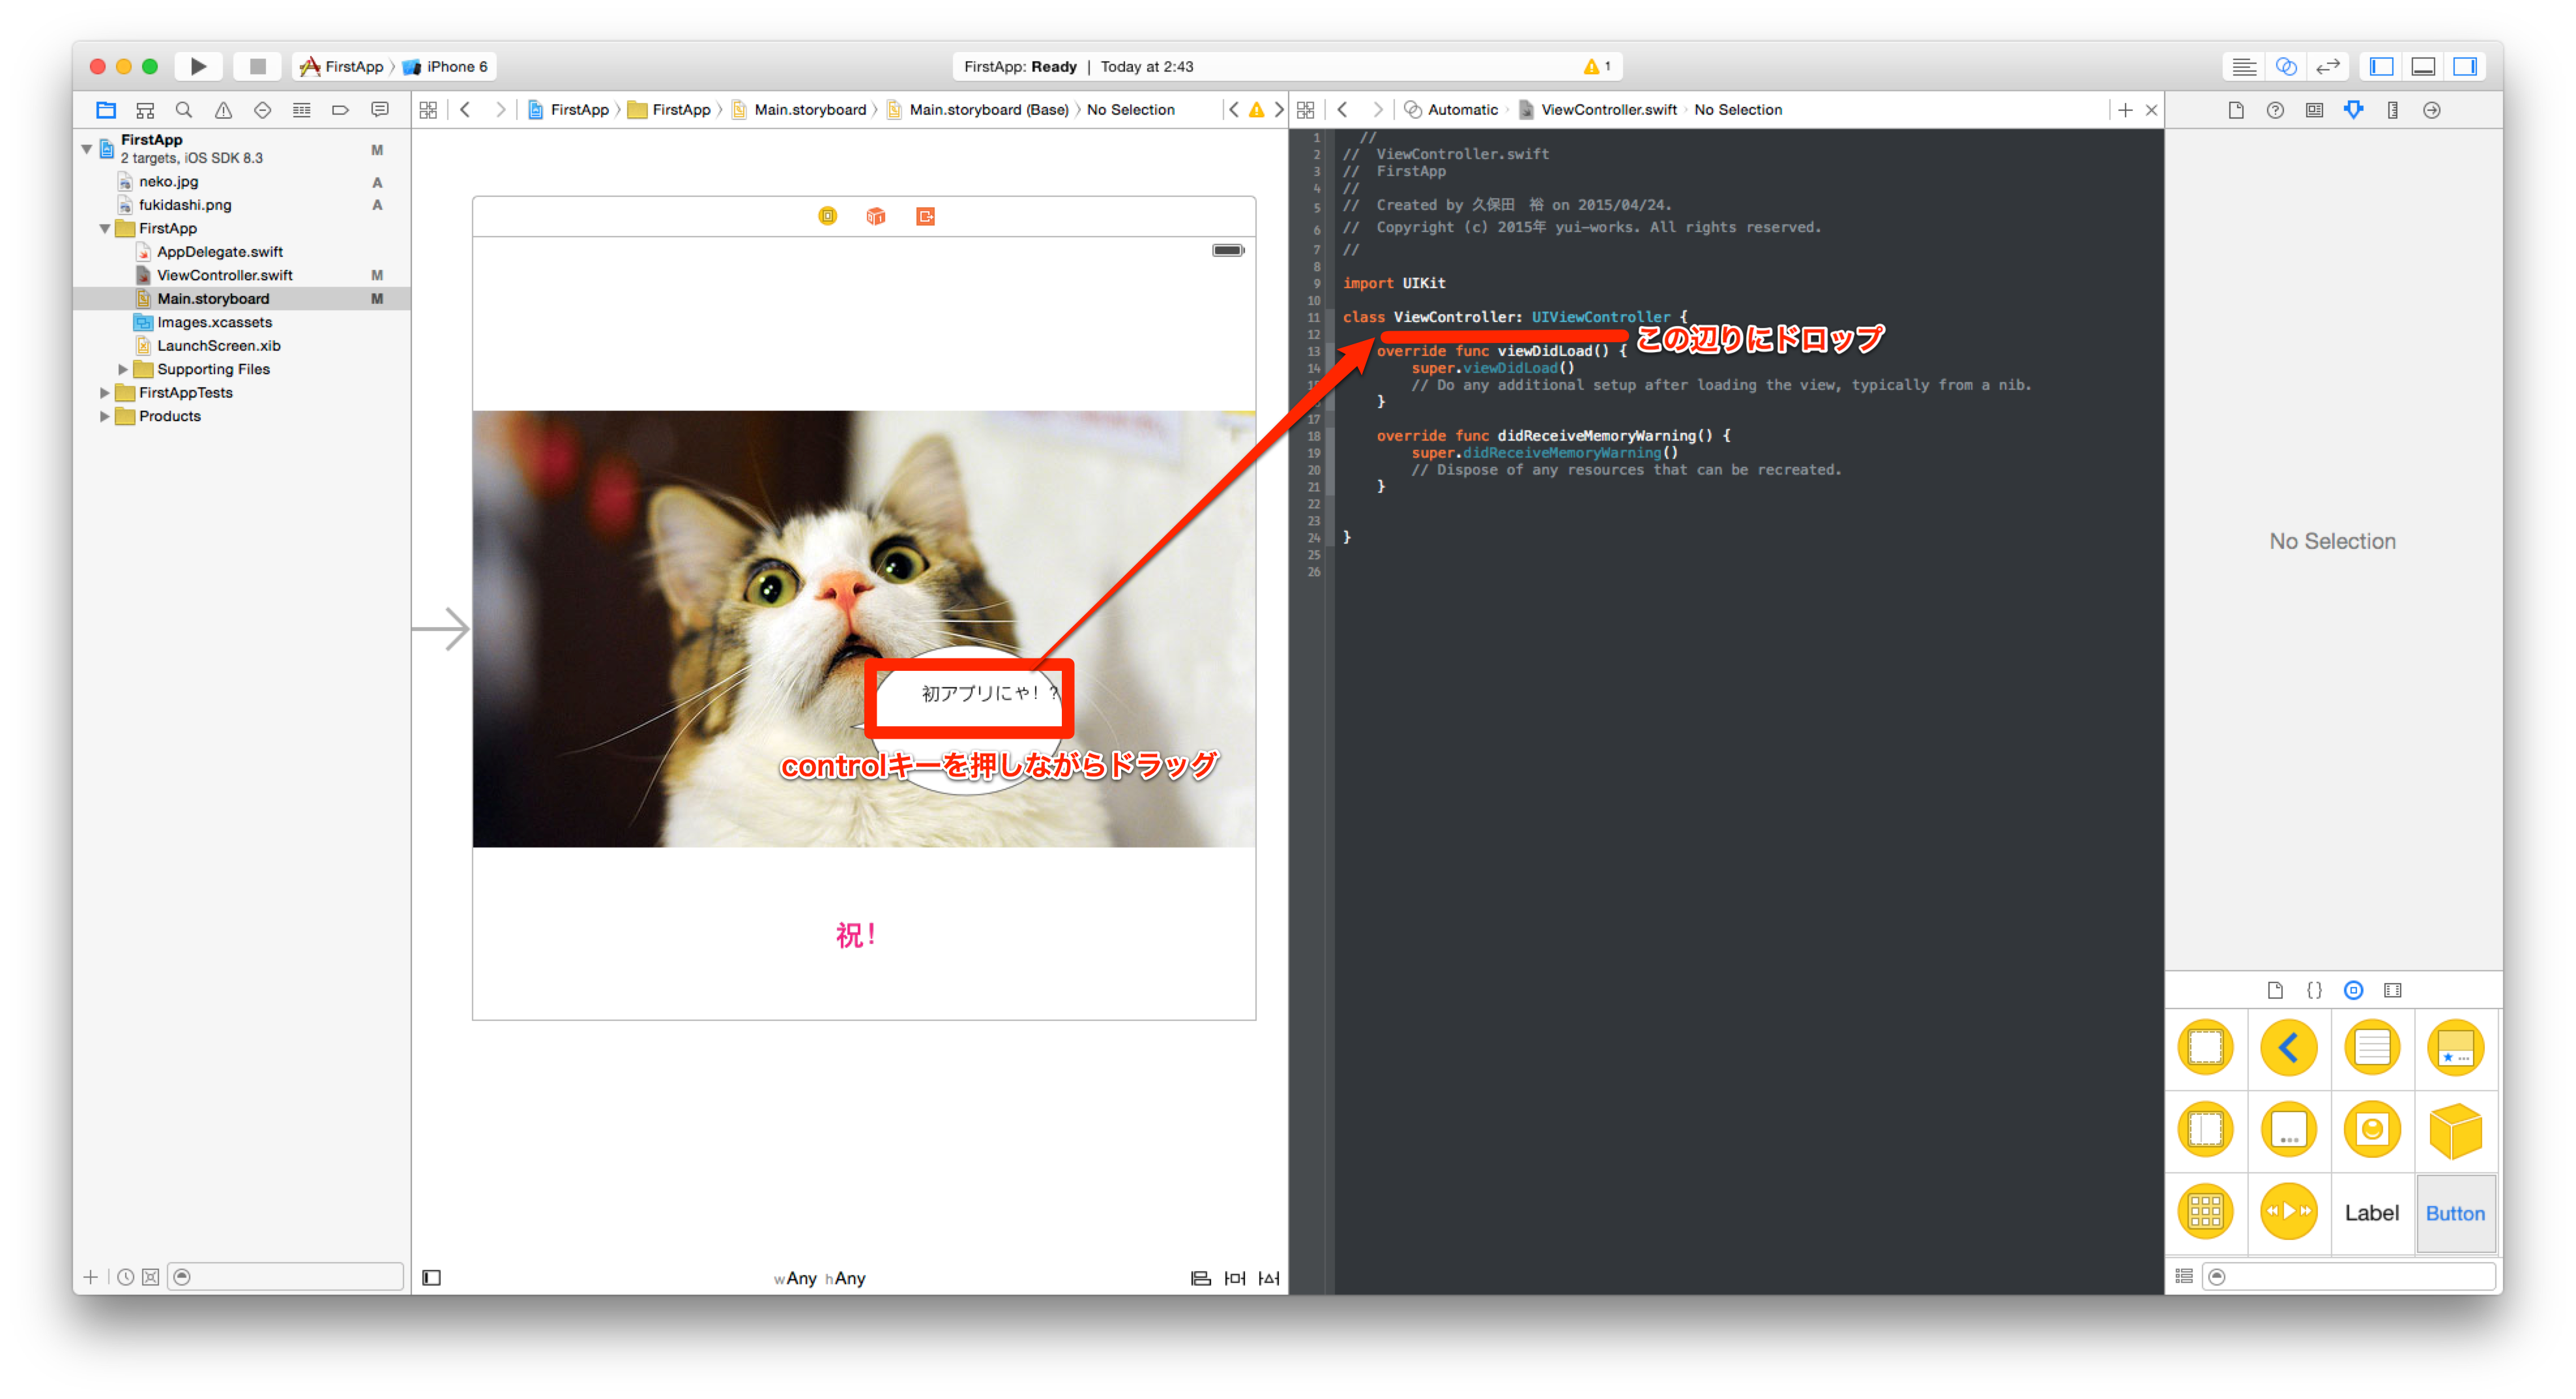 FirstApp 〉 iPhone 6
FirstApp: Ready | Today at 2:43
1
FirstApp 〉 FirstApp 〉 Main.storyboard 〉 Main.storyboard (Base) 〉 No Selection
Automatic › ViewController.swift › No Selection
FirstApp
2 targets, iOS SDK 8.3
M
neko.jpg
A
fukidashi.png
A
FirstApp
AppDelegate.swift
ViewController.swift
M
Main.storyboard
M
Images.xcassets
LaunchScreen.xib
Supporting Files
FirstAppTests
Products
初アプリにゃ！？
controlキーを押しながらドラッグ
祝！
wAny hAny
1 //
2 // ViewController.swift
3 // FirstApp
4 //
5 // Created by 久保田 裕 on 2015/04/24.
6 // Copyright (c) 2015年 yui-works. All rights reserved.
7 //
8
9 import UIKit
10
11 class ViewController: UIViewController {
12
この辺りにドロップ
13 override func viewDidLoad() {
14 super.viewDidLoad()
// Do any additional setup after loading the view, typically from a nib.
}
17
18 override func didReceiveMemoryWarning() {
19 super.didReceiveMemoryWarning()
20 // Dispose of any resources that can be recreated.
21 }
22
23
24 }
25
26
No Selection
{}
Label
Button